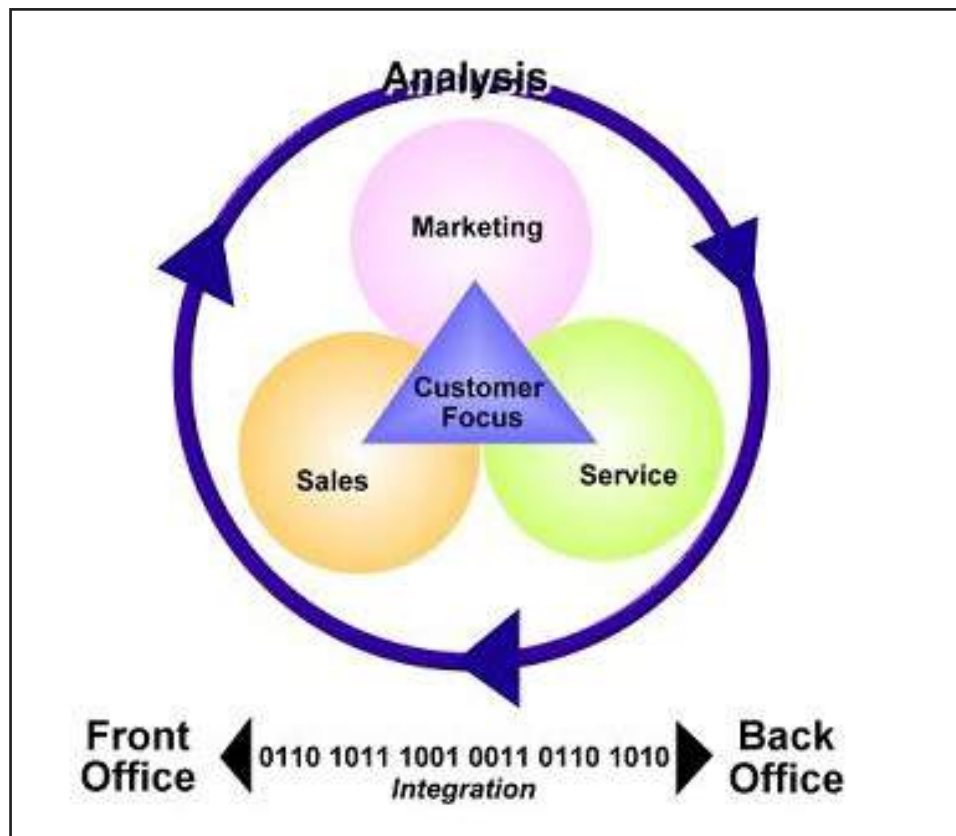 Analysis
Marketing
Customer
Focus
Sales
Service
Front
Office
0110 1011 1001 0011 0110 1010
Integration
Back
Office